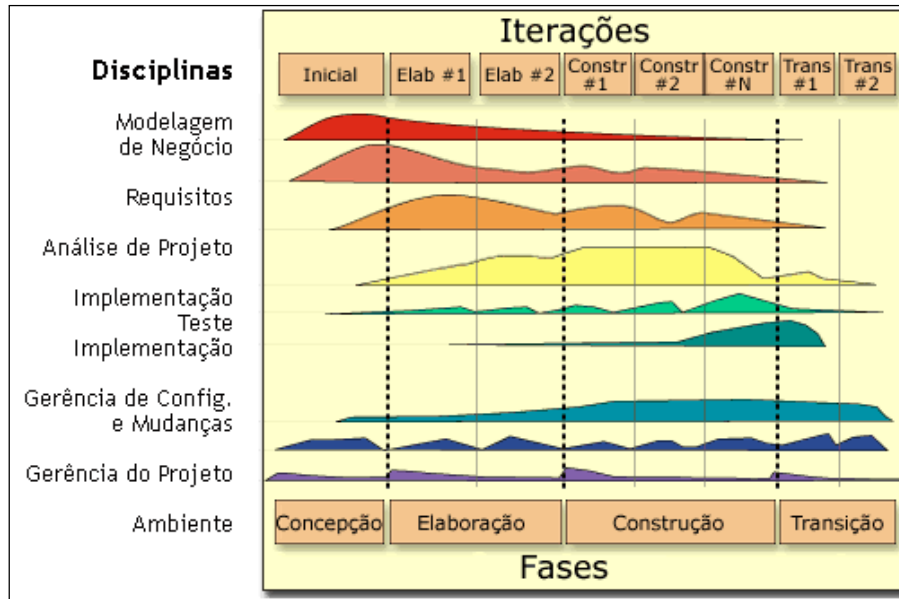 Iterações
Disciplinas
Inicial
Elab #1
Elab #2
Constr
#1
Constr
#2
Constr
#N
Trans
#1
Trans
#2
Modelagem
de Negócio
Requisitos
Análise de Projeto
Implementação
Teste
Implementação
Gerência de Config.
e Mudanças
Gerência do Projeto
Ambiente
Concepção
Elaboração
Construção
Transição
Fases